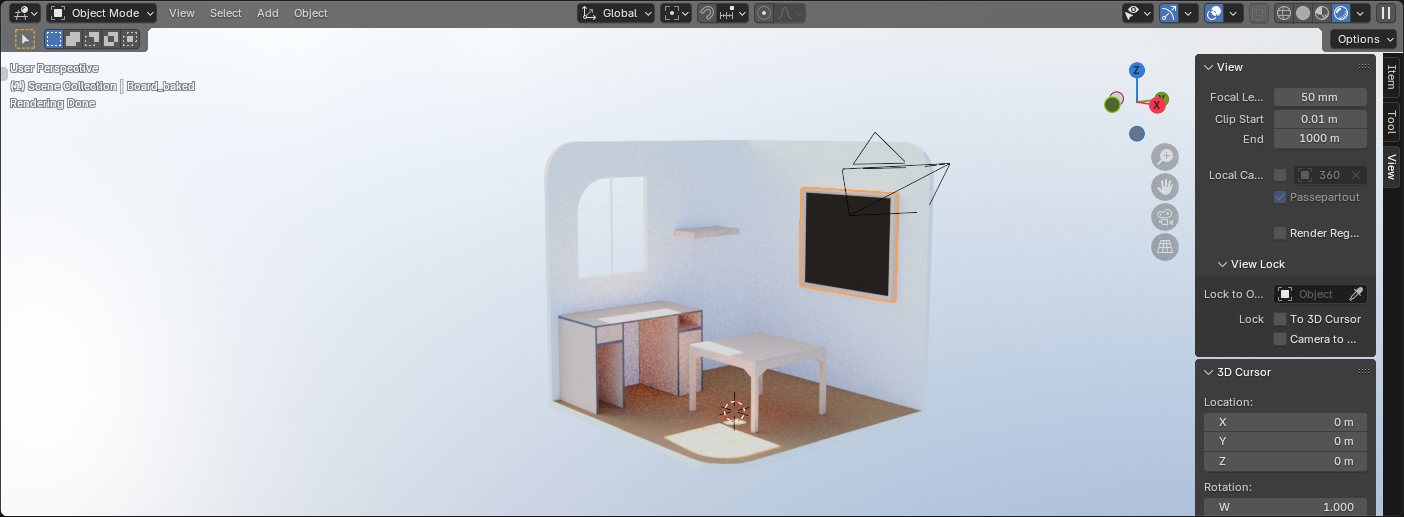 Object Mode View Select Add Object Global
Options
User Perspective
(1) Scene Collection | Board_baked
Rendering Done
Z
Y
X
View
Focal Le... 50 mm
Clip Start 0.01 m
End 1000 m
Local Ca... 360
Passepartout
Render Reg...
View Lock
Lock to O... Object
Lock To 3D Cursor
Camera to ...
3D Cursor
Location:
X 0 m
Y 0 m
Z 0 m
Rotation:
W 1.000
Item
Tool
View